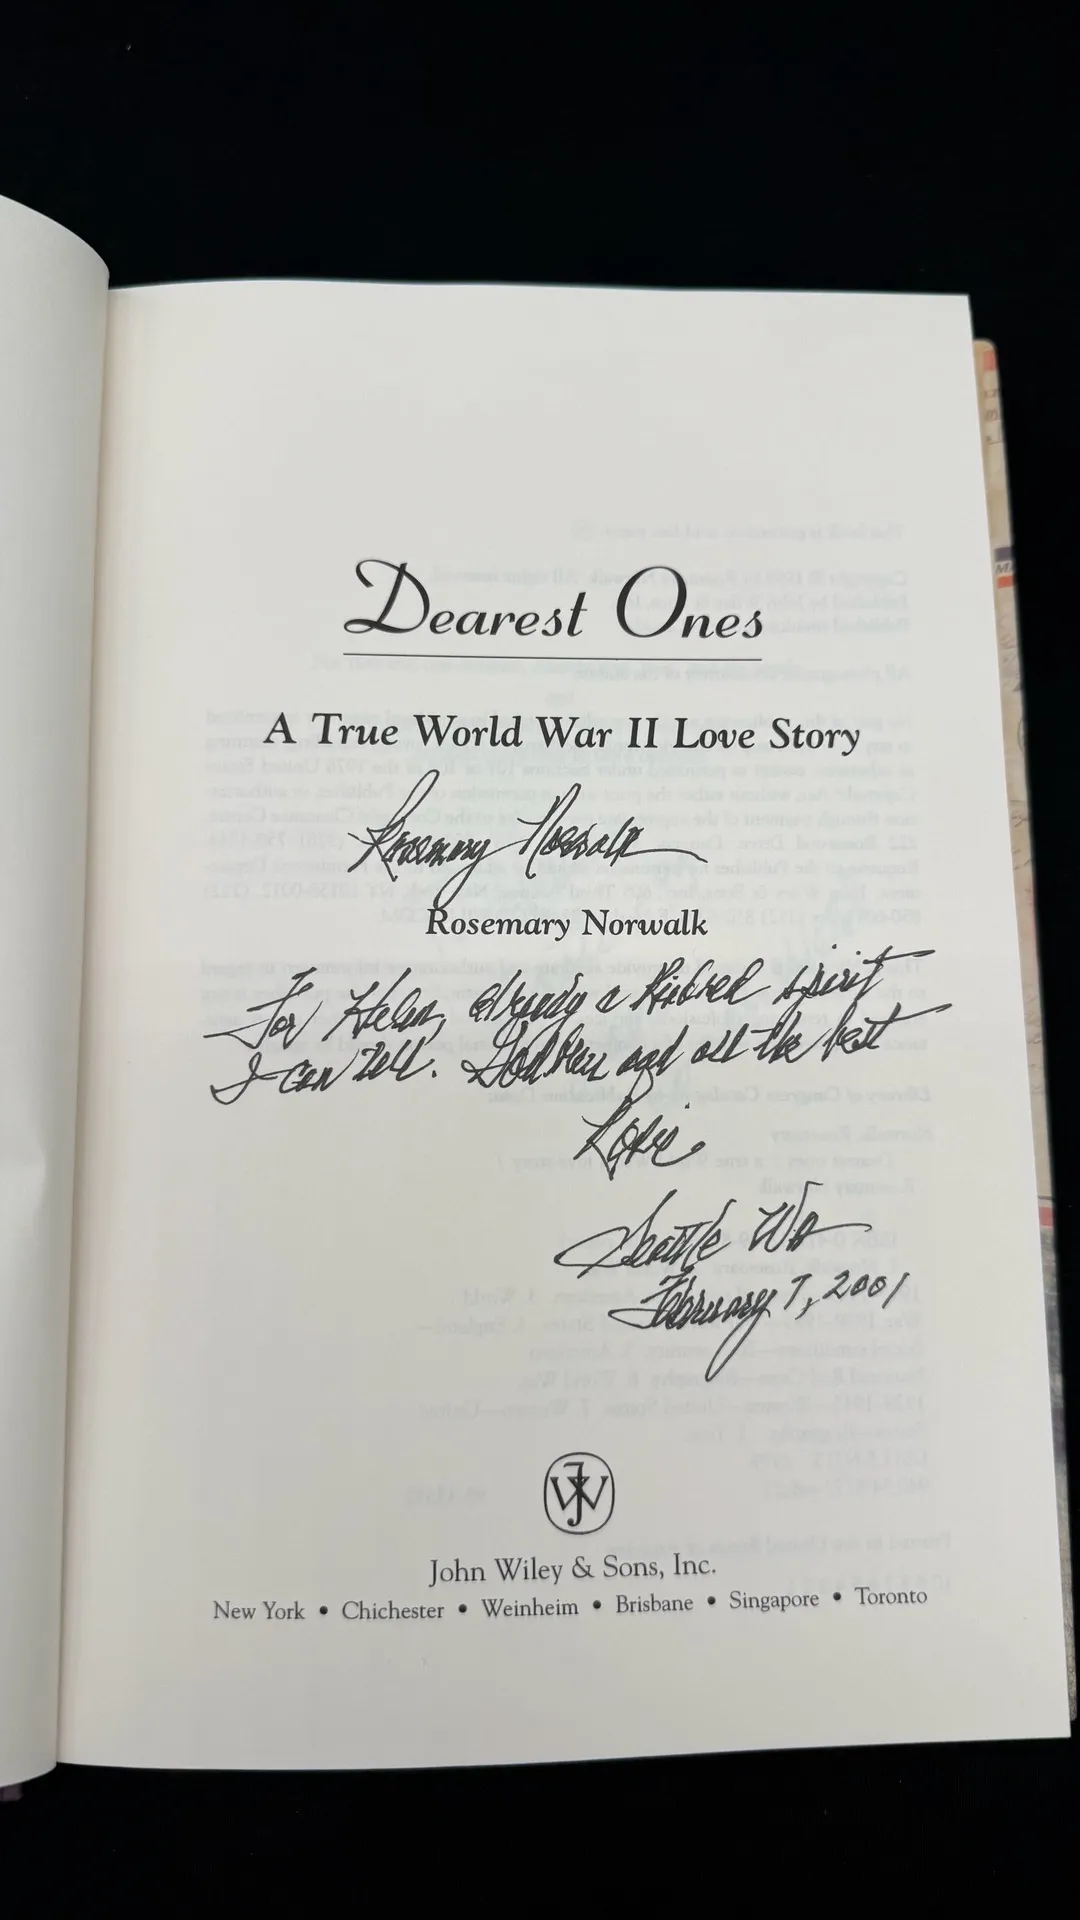 Dearest Ones
A True World War II Love Story
Rosemary Norwalk
Rosemary Norwalk
For Helen, already a kindred spirit
I can tell. God bless and all the best
Rosie
Seattle Wa
February 7, 2001
John Wiley & Sons, Inc.
New York • Chichester • Weinheim • Brisbane • Singapore • Toronto